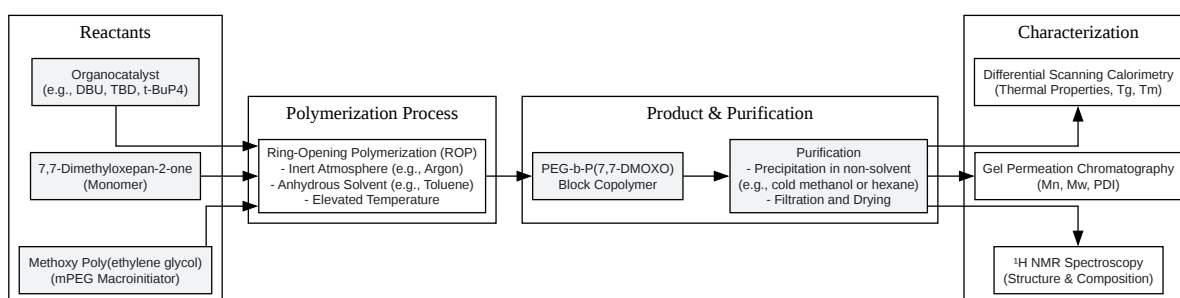 Reactants
Organocatalyst
(e.g., DBU, TBD, t-BuP4)
7,7-Dimethyloxepan-2-one
(Monomer)
Methoxy Poly(ethylene glycol)
(mPEG Macroinitiator)
Polymerization Process
Ring-Opening Polymerization (ROP)
- Inert Atmosphere (e.g., Argon)
- Anhydrous Solvent (e.g., Toluene)
- Elevated Temperature
Product & Purification
PEG-b-P(7,7-DMOXO)
Block Copolymer
Purification
- Precipitation in non-solvent
(e.g., cold methanol or hexane)
- Filtration and Drying
Characterization
Differential Scanning Calorimetry
(Thermal Properties, Tg, Tm)
Gel Permeation Chromatography
(Mn, Mw, PDI)
¹H NMR Spectroscopy
(Structure & Composition)